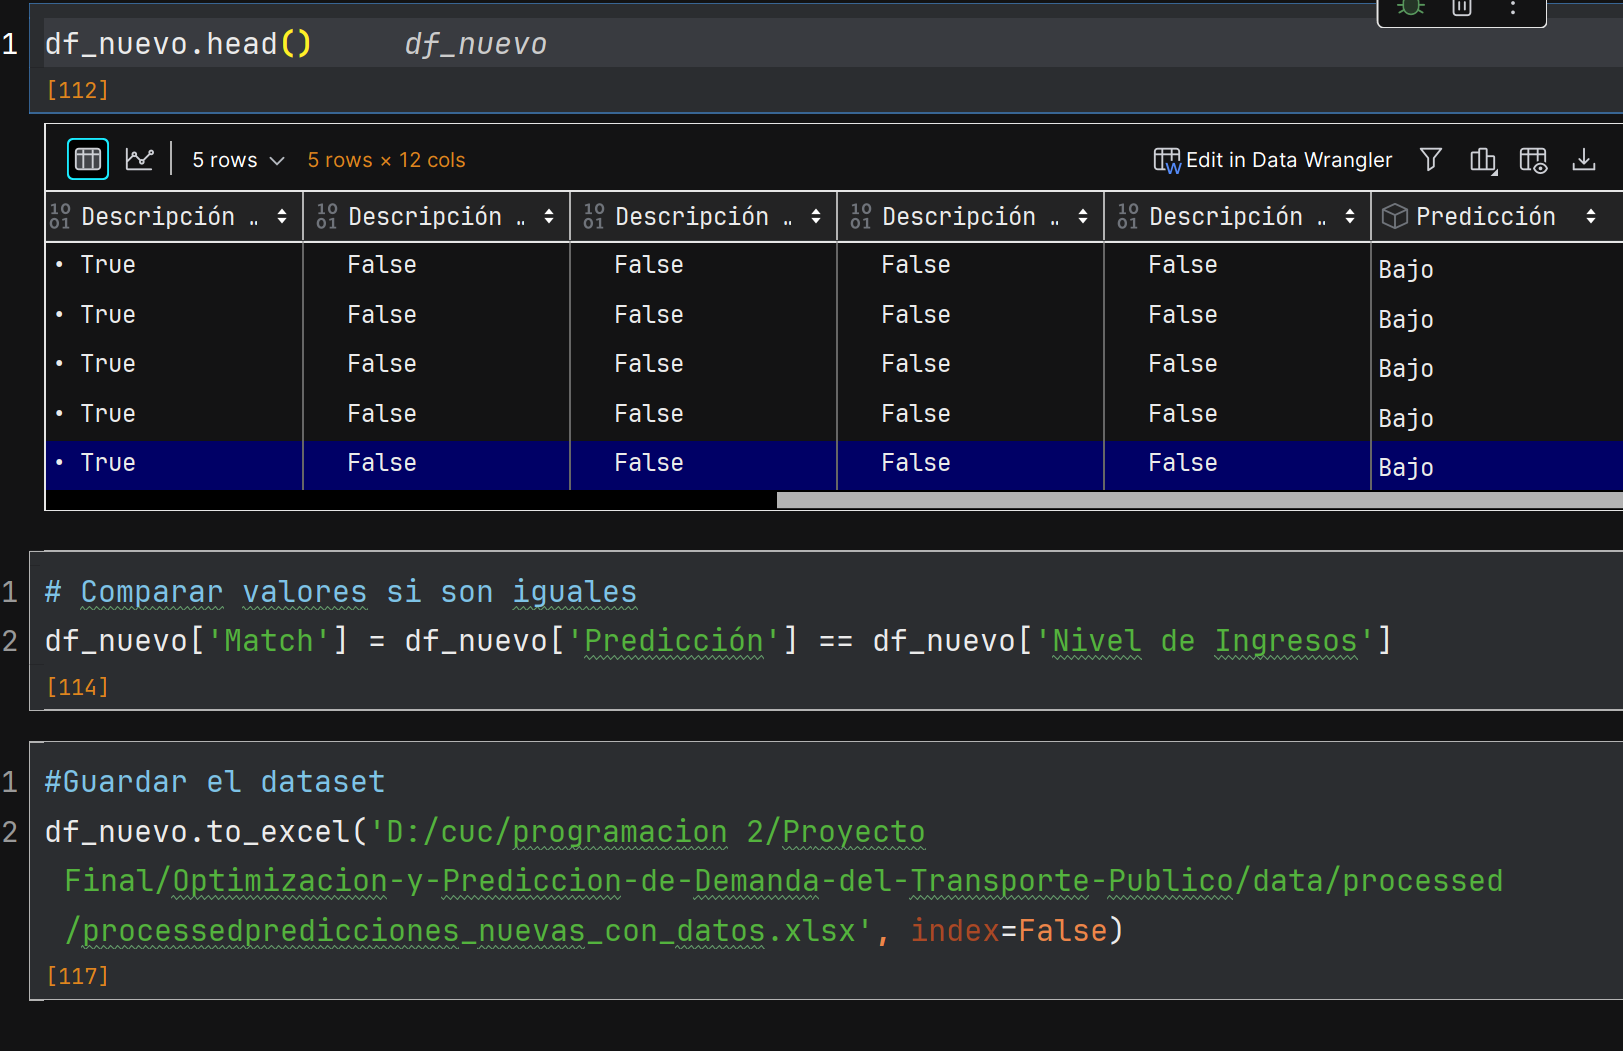 1 df_nuevo.head() df_nuevo
[112]
5 rows 5 rows × 12 cols Edit in Data Wrangler
Descripción .. Descripción .. Descripción .. Descripción .. Descripción .. Predicción
• True False False False False Bajo
• True False False False False Bajo
• True False False False False Bajo
• True False False False False Bajo
• True False False False False Bajo
1 # Comparar valores si son iguales
2 df_nuevo['Match'] = df_nuevo['Predicción'] == df_nuevo['Nivel de Ingresos']
[114]
1 #Guardar el dataset
2 df_nuevo.to_excel('D:/cuc/programacion 2/Proyecto
Final/Optimizacion-y-Prediccion-de-Demanda-del-Transporte-Publico/data/processed
/processedpredicciones_nuevas_con_datos.xlsx', index=False)
[117]